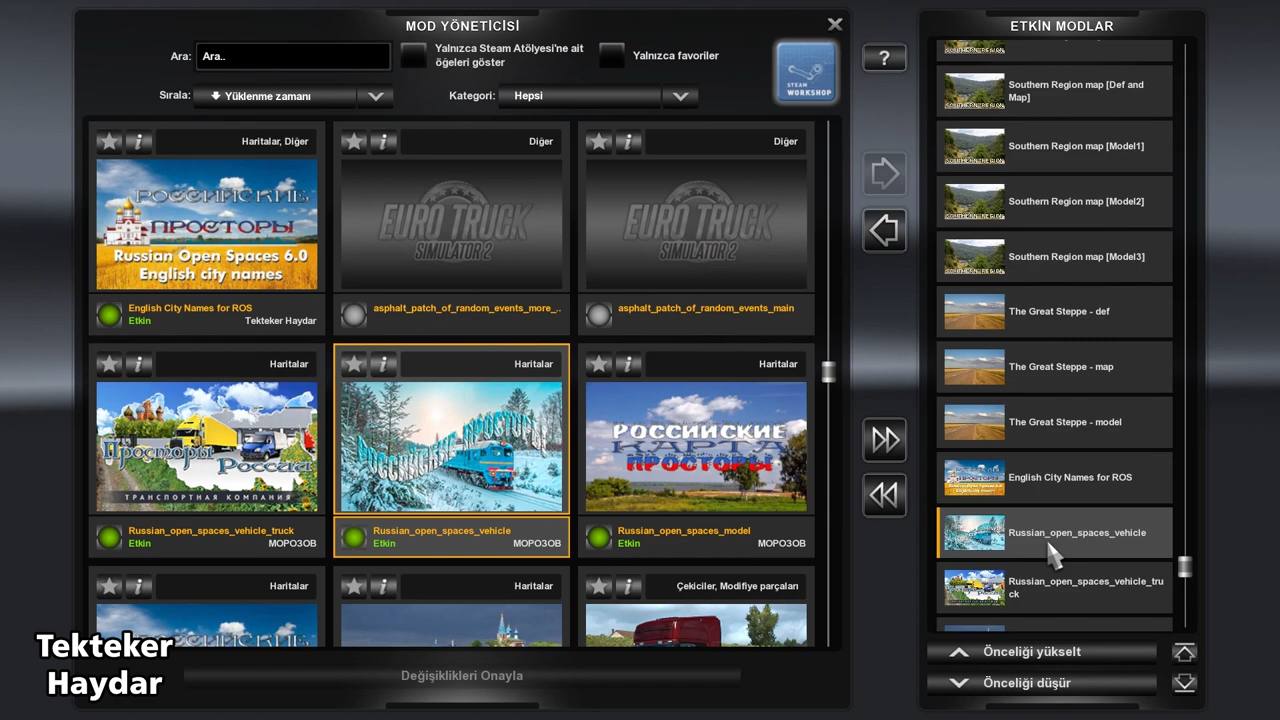 MOD YÖNETİCİSİ
Ara:
Ara..
Yalnızca Steam Atölyesi'ne ait
öğeleri göster
Yalnızca favoriler
STEAM
WORKSHOP
Sırala:
Yüklenme zamanı
Kategori:
Hepsi
Haritalar, Diğer
РОССИЙСКИЕ
ПРОСТОРЫ
Russian Open Spaces 6.0
English city names
English City Names for ROS
Etkin
Tekteker Haydar
Diğer
EURO TRUCK
SIMULATOR 2
asphalt_patch_of_random_events_more_..
Diğer
EURO TRUCK
SIMULATOR 2
asphalt_patch_of_random_events_main
Haritalar
Просторы
России
ТРАНСПОРТНАЯ КОМПАНИЯ
Russian_open_spaces_vehicle_truck
Etkin
МОРОЗОВ
Haritalar
РОССИЙСКИЕ ПРОСТОРЫ
Russian_open_spaces_vehicle
Etkin
МОРОЗОВ
Haritalar
РОССИЙСКИЕ
КАРТА
ПРОСТОРЫ
Russian_open_spaces_model
Etkin
МОРОЗОВ
Haritalar
РОССИЙСКИЕ
Haritalar
Çekiciler, Modifiye parçaları
Değişiklikleri Onayla
?
ETKİN MODLAR
Southern Region map [Def and
Map]
Southern Region map [Model1]
Southern Region map [Model2]
Southern Region map [Model3]
The Great Steppe - def
The Great Steppe - map
The Great Steppe - model
English City Names for ROS
Russian_open_spaces_vehicle
Russian_open_spaces_vehicle_tru
ck
Önceliği yükselt
Önceliği düşür
Tekteker
Haydar